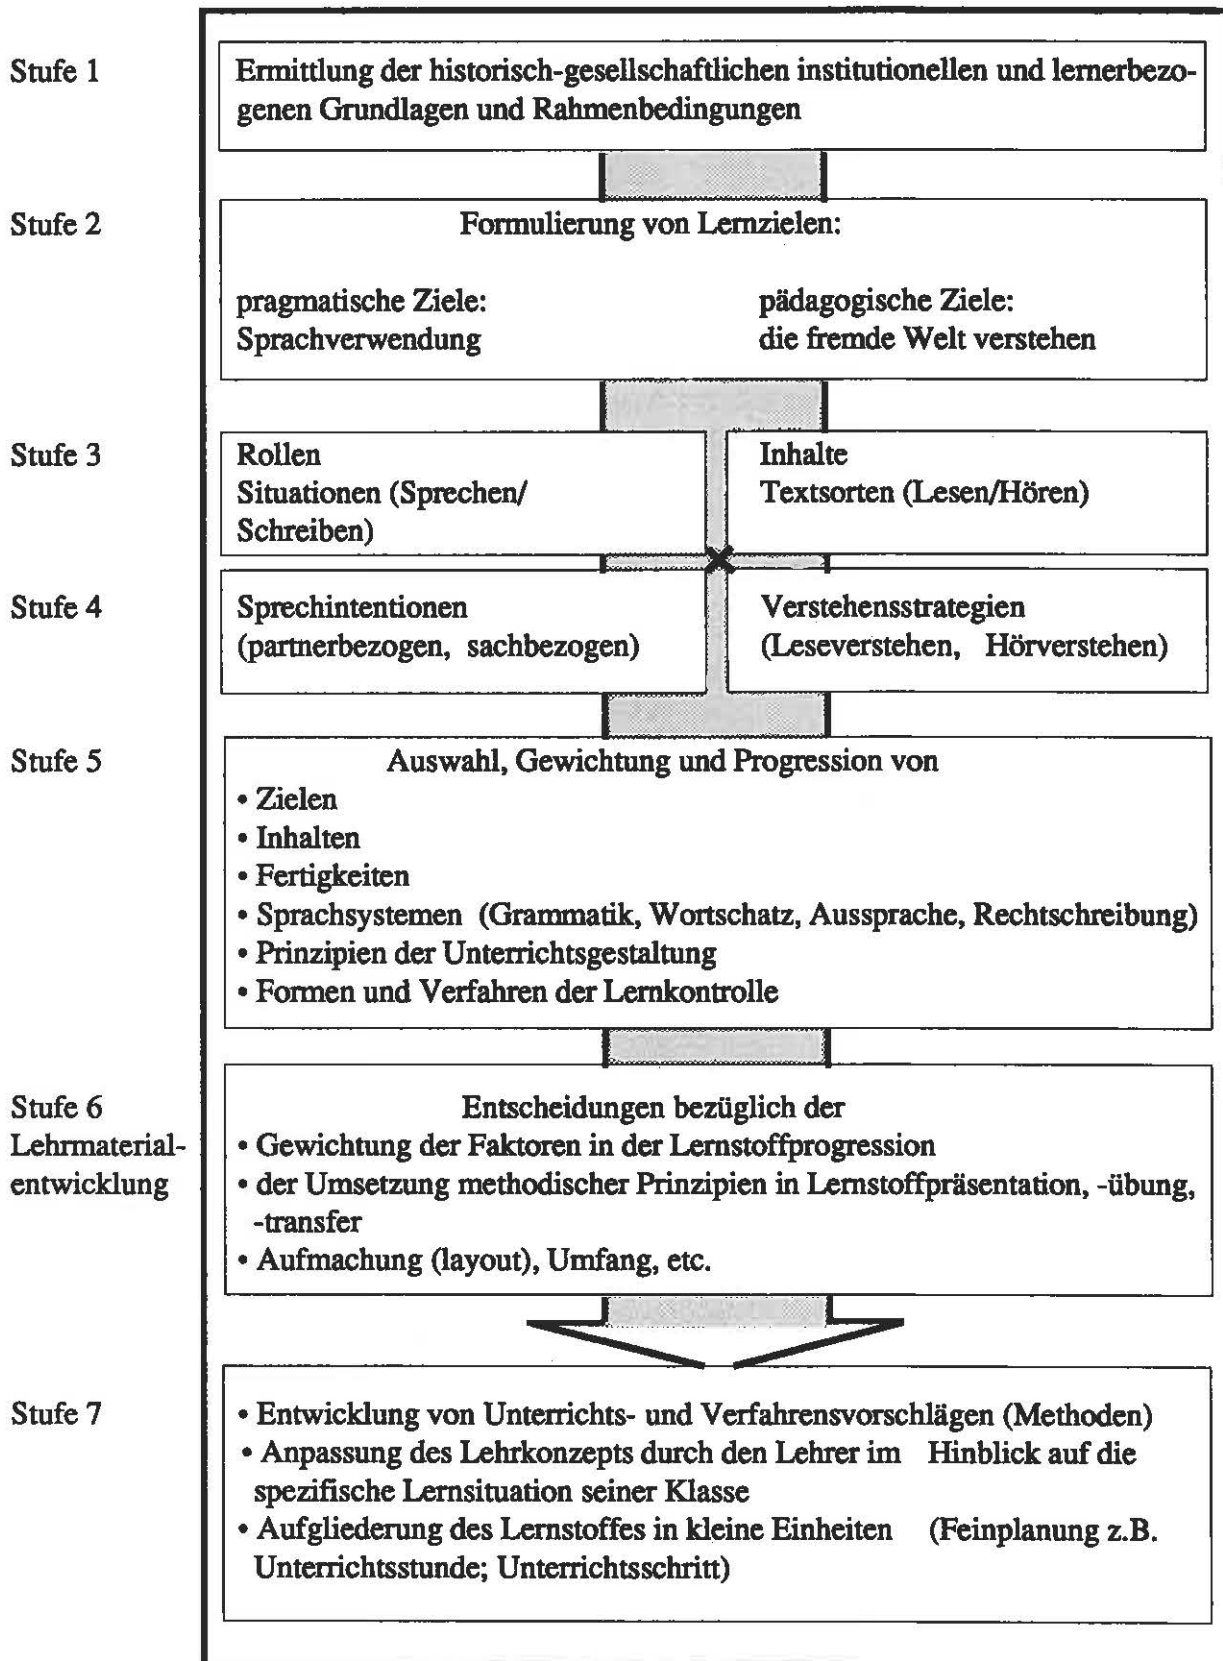 Stufe 1
Ermittlung der historisch-gesellschaftlichen institutionellen und lernerbezo-
genen Grundlagen und Rahmenbedingungen
Stufe 2
Formulierung von Lernzielen:
pragmatische Ziele:
Sprachverwendung
pädagogische Ziele:
die fremde Welt verstehen
Stufe 3
Rollen
Situationen (Sprechen/
Schreiben)
Inhalte
Textsorten (Lesen/Hören)
Stufe 4
Sprechintentionen
(partnerbezogen, sachbezogen)
Verstehensstrategien
(Leseverstehen, Hörverstehen)
Stufe 5
Auswahl, Gewichtung und Progression von
• Zielen
• Inhalten
• Fertigkeiten
• Sprachsystemen (Grammatik, Wortschatz, Aussprache, Rechtschreibung)
• Prinzipien der Unterrichtsgestaltung
• Formen und Verfahren der Lernkontrolle
Stufe 6
Lehrmaterial-
entwicklung
Entscheidungen bezüglich der
• Gewichtung der Faktoren in der Lernstoffprogression
• der Umsetzung methodischer Prinzipien in Lernstoffpräsentation, -übung,
-transfer
• Aufmachung (layout), Umfang, etc.
Stufe 7
• Entwicklung von Unterrichts- und Verfahrensvorschlägen (Methoden)
• Anpassung des Lehrkonzepts durch den Lehrer im Hinblick auf die
spezifische Lernsituation seiner Klasse
• Aufgliederung des Lernstoffes in kleine Einheiten (Feinplanung z.B.
Unterrichtsstunde; Unterrichtsschritt)